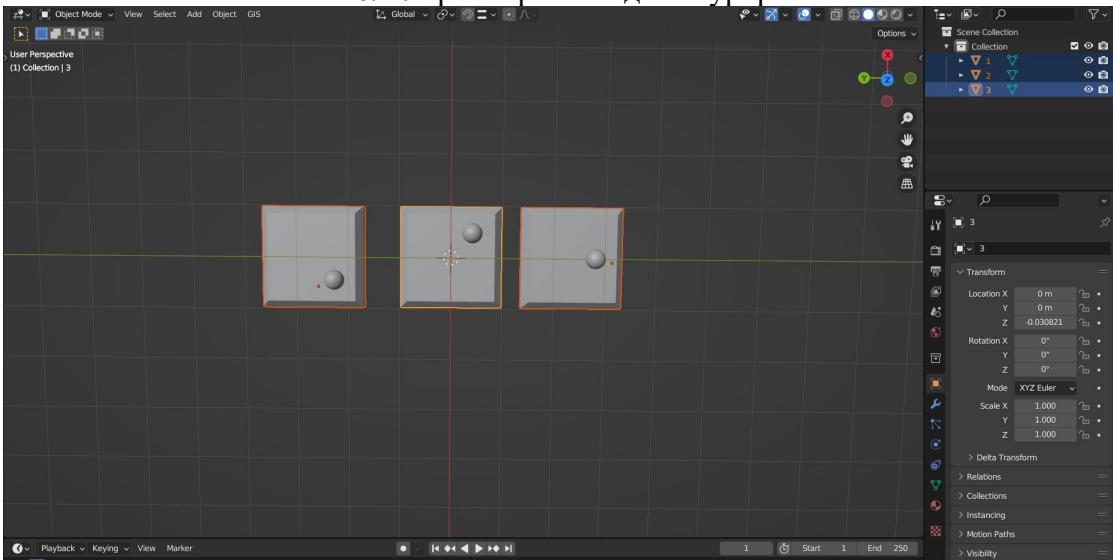 Object Mode View Select Add Object GIS Global
Options
User Perspective
(1) Collection | 3
Y
X
Z
Scene Collection
Collection
1
2
3
3
3
Transform
Location X 0 m
Y 0 m
Z -0.030821
Rotation X 0°
Y 0°
Z 0°
Mode XYZ Euler
Scale X 1.000
Y 1.000
Z 1.000
Delta Transform
Relations
Collections
Instancing
Motion Paths
Visibility
Playback Keying View Marker 1 Start 1 End 250